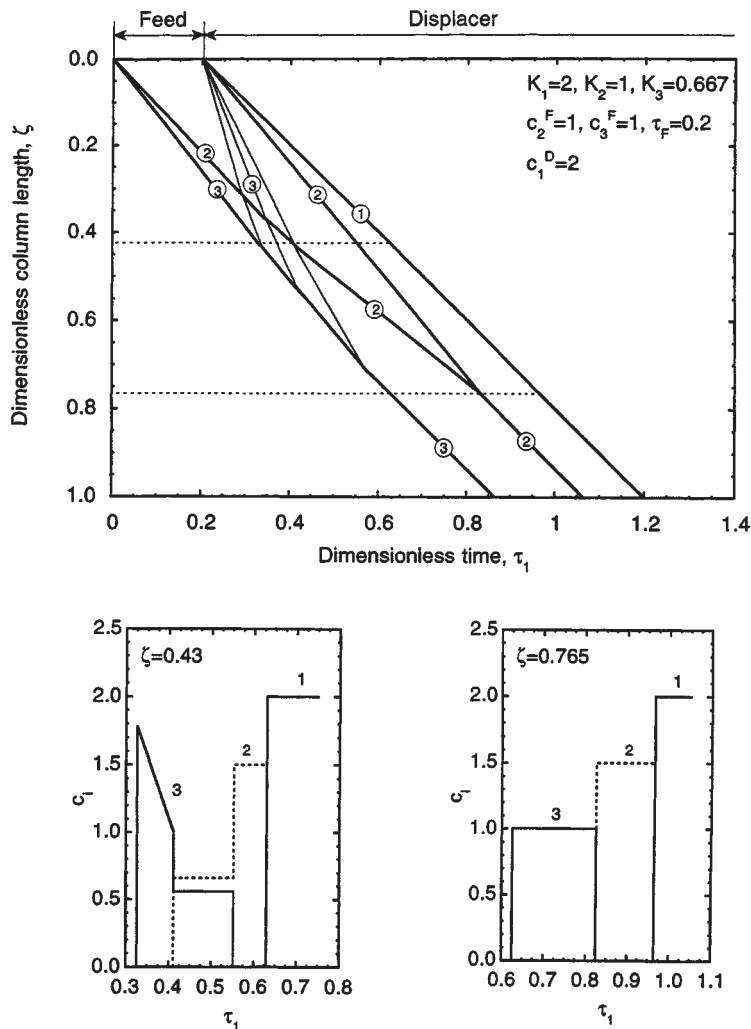 Feed Displacer
0.0
0.2
0.4
0.6
0.8
1.0
Dimensionless column length, ζ
K₁=2, K₂=1, K₃=0.667
c₂ᶠ=1, c₃ᶠ=1, τ_F=0.2
c₁ᴰ=2
② ③ ③ ② ① ② ② ③
0 0.2 0.4 0.6 0.8 1 1.2 1.4
Dimensionless time, τ₁
2.5
2.0
1.5
1.0
0.5
0.0
cᵢ
ζ=0.43
1
2
3
0.3 0.4 0.5 0.6 0.7 0.8
τ₁
2.5
2.0
1.5
1.0
0.5
0.0
cᵢ
ζ=0.765
1
2
3
0.6 0.7 0.8 0.9 1.0 1.1
τ₁